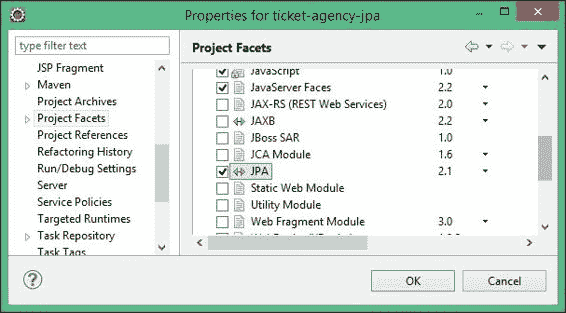 Properties for ticket-agency-jpa
type filter text
JSP Fragment
Maven
Project Archives
Project Facets
Project References
Refactoring History
Run/Debug Settings
Server
Service Policies
Targeted Runtimes
Task Repository
Task Tags
Project Facets
JavaScript 1.0
JavaServer Faces 2.2
JAX-RS (REST Web Services) 2.0
JAXB 2.2
JBoss SAR 1.0
JCA Module 1.6
JPA 2.1
Static Web Module
Utility Module
Web Fragment Module 3.0
OK
Cancel